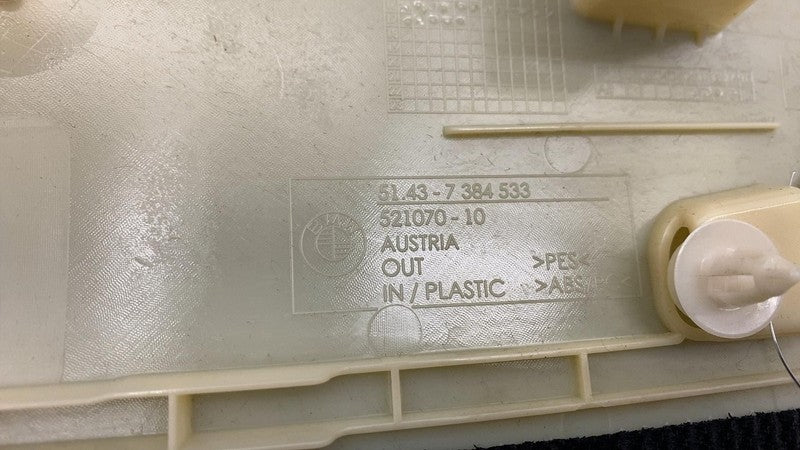 51.43 - 7 384 533
521070 - 10
AUSTRIA
OUT >PES<
IN / PLASTIC >ABS